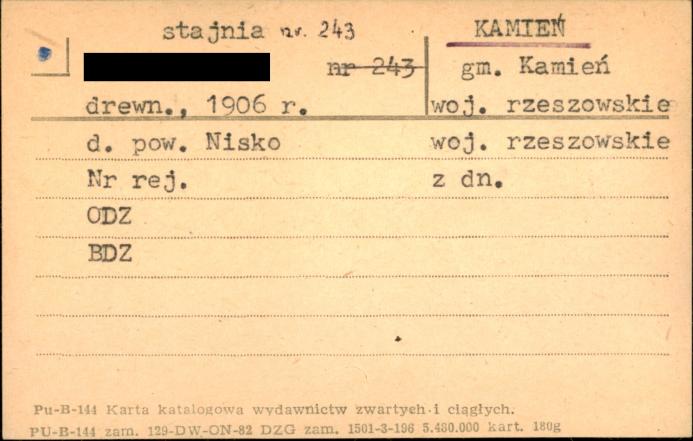 stajnia nr. 243 KAMIEŃ
nr 243 gm. Kamień
drewn., 1906 r. woj. rzeszowskie
d. pow. Nisko woj. rzeszowskie
Nr rej. z dn.
ODZ
BDZ
Pu-B-144 Karta katalogowa wydawnictw zwartych i ciągłych.
PU-B-144 zam. 129-DW-ON-82 DZG zam. 1501-3-196 5.480.000 kart. 180g